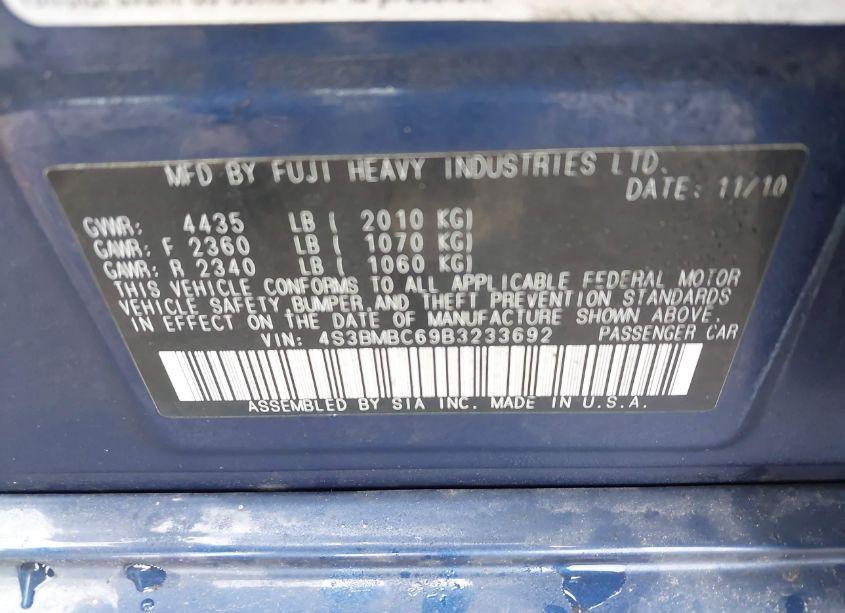 MFD BY FUJI HEAVY INDUSTRIES LTD.
DATE: 11/10
GVWR: 4435 LB ( 2010 KG)
GAWR: F 2360 LB ( 1070 KG)
GAWR: R 2340 LB ( 1060 KG)
THIS VEHICLE CONFORMS TO ALL APPLICABLE FEDERAL MOTOR
VEHICLE SAFETY, BUMPER, AND THEFT PREVENTION STANDARDS
IN EFFECT ON THE DATE OF MANUFACTURE SHOWN ABOVE.
VIN: 4S3BMBC69B3233692 PASSENGER CAR
ASSEMBLED BY SIA INC. MADE IN U.S.A.